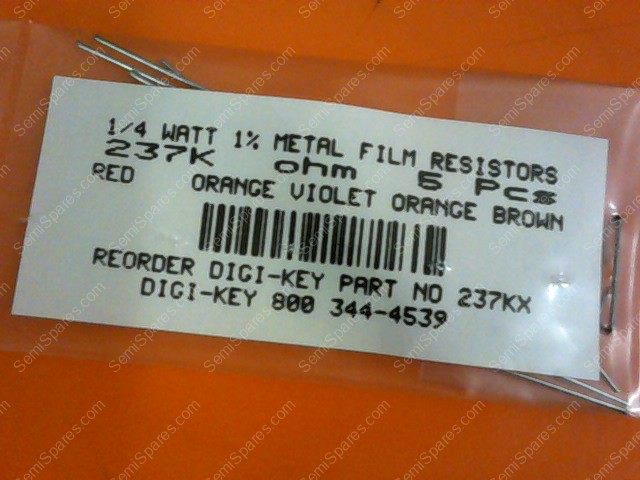 1/4 WATT 1% METAL FILM RESISTORS
237K ohm 5 Pcs
RED ORANGE VIOLET ORANGE BROWN
REORDER DIGI-KEY PART NO 237KX
DIGI-KEY 800 344-4539
SemiSpares.com